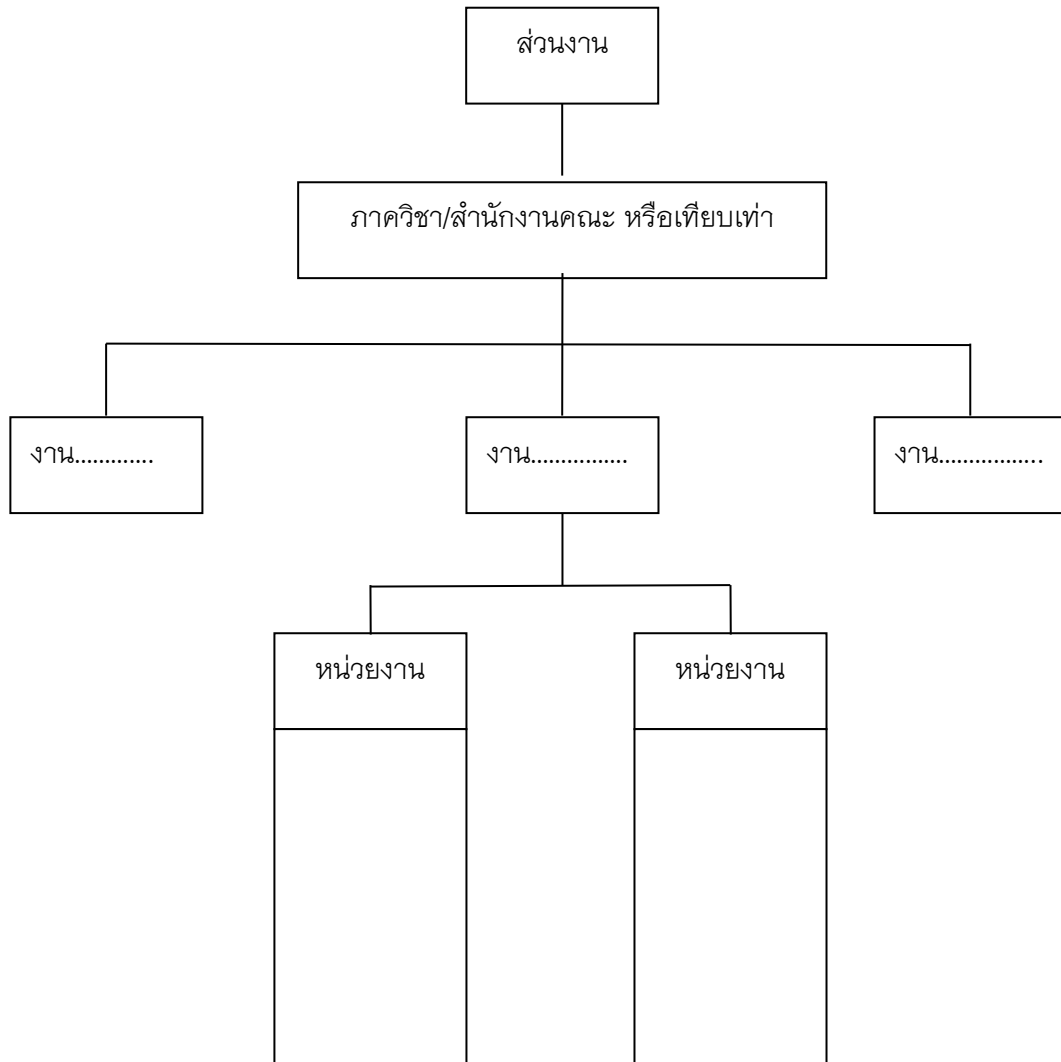 ส่วนงาน
ภาควิชา/สำนักงานคณะ หรือเทียบเท่า
งาน.............
งาน................
งาน.................
หน่วยงาน
หน่วยงาน